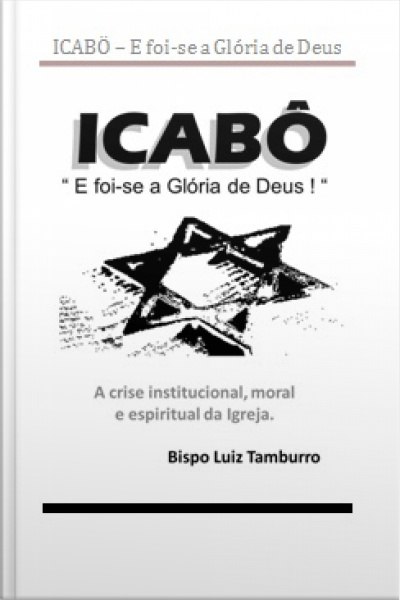 ICABÖ – E foi-se a Glória de Deus
ICABÔ
“ E foi-se a Glória de Deus ! “
A crise institucional, moral
e espiritual da Igreja.
Bispo Luiz Tamburro